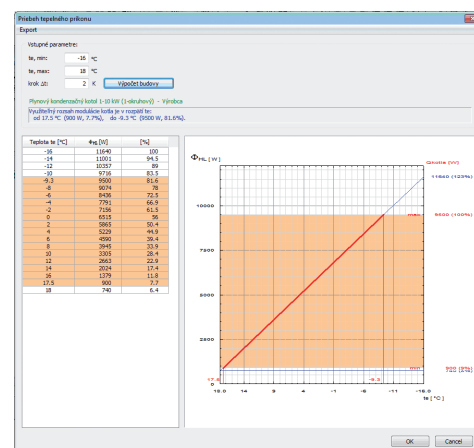 Priebeh tepelného príkonu
Export
Vstupné parametre:
te, min: -16 °C
te, max: 18 °C
krok Δt: 2 K Výpočet budovy
Plynový kondenzačný kotol 1-10 kW (1-okruhový) - Výrobca
Využiteľný rozsah modulácie kotla je v rozpätí te:
od 17.5 °C (900 W, 7.7%), do -9.3 °C (9500 W, 81.6%).
Teplota te [°C] ΦHL [W] [%]
-16 11640 100
-14 11001 94.5
-12 10357 89
-10 9716 83.5
-9.3 9500 81.6
-8 9074 78
-6 8436 72.5
-4 7791 66.9
-2 7156 61.5
0 6515 56
2 5865 50.4
4 5229 44.9
6 4590 39.4
8 3945 33.9
10 3305 28.4
12 2663 22.9
14 2024 17.4
16 1379 11.8
17.5 900 7.7
18 740 6.4
ΦHL [W]
Qkotla [W]
11640 (123%)
10000
max 9500 (100%)
7500
5000
2500
min 900 (9%)
17.5 -9.3
0
18.0 14 9 4 -1 -6 -11 -16.0
te [°C]
OK Cancel